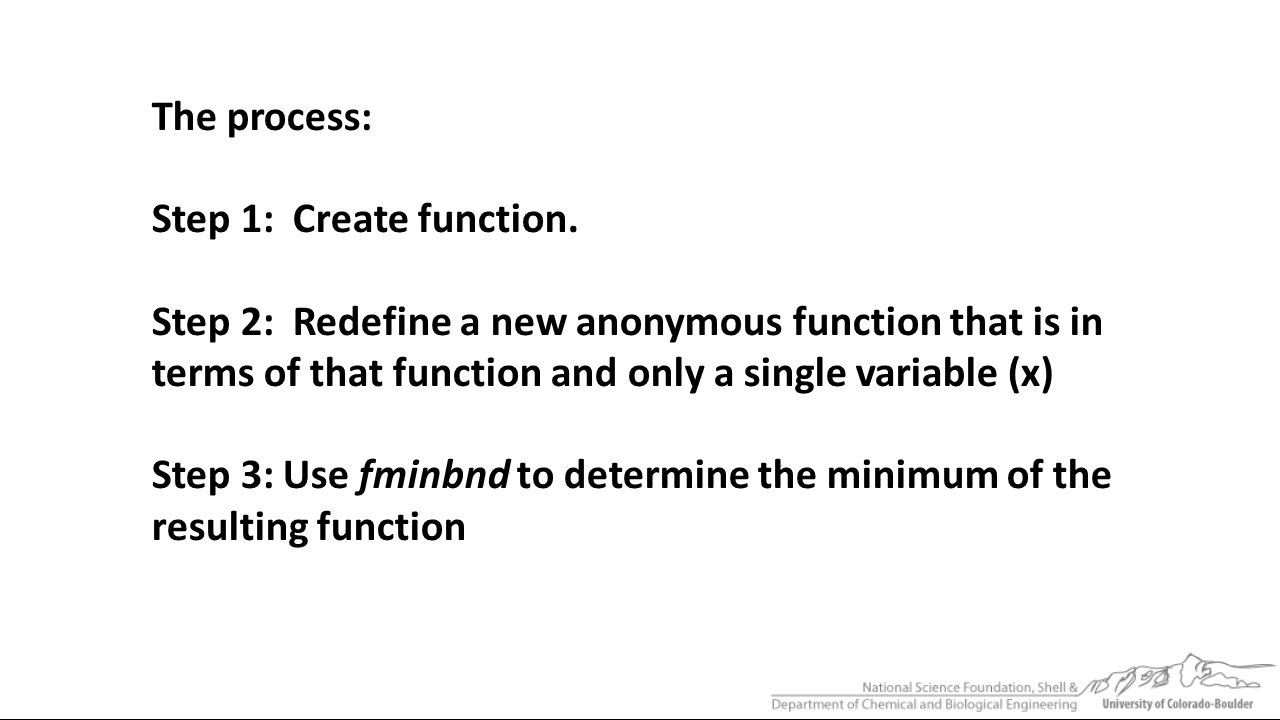 The process:
Step 1:  Create function.
Step 2:  Redefine a new anonymous function that is in
terms of that function and only a single variable (x)
Step 3: Use fminbnd to determine the minimum of the
resulting function
National Science Foundation, Shell &
Department of Chemical and Biological Engineering
University of Colorado-Boulder